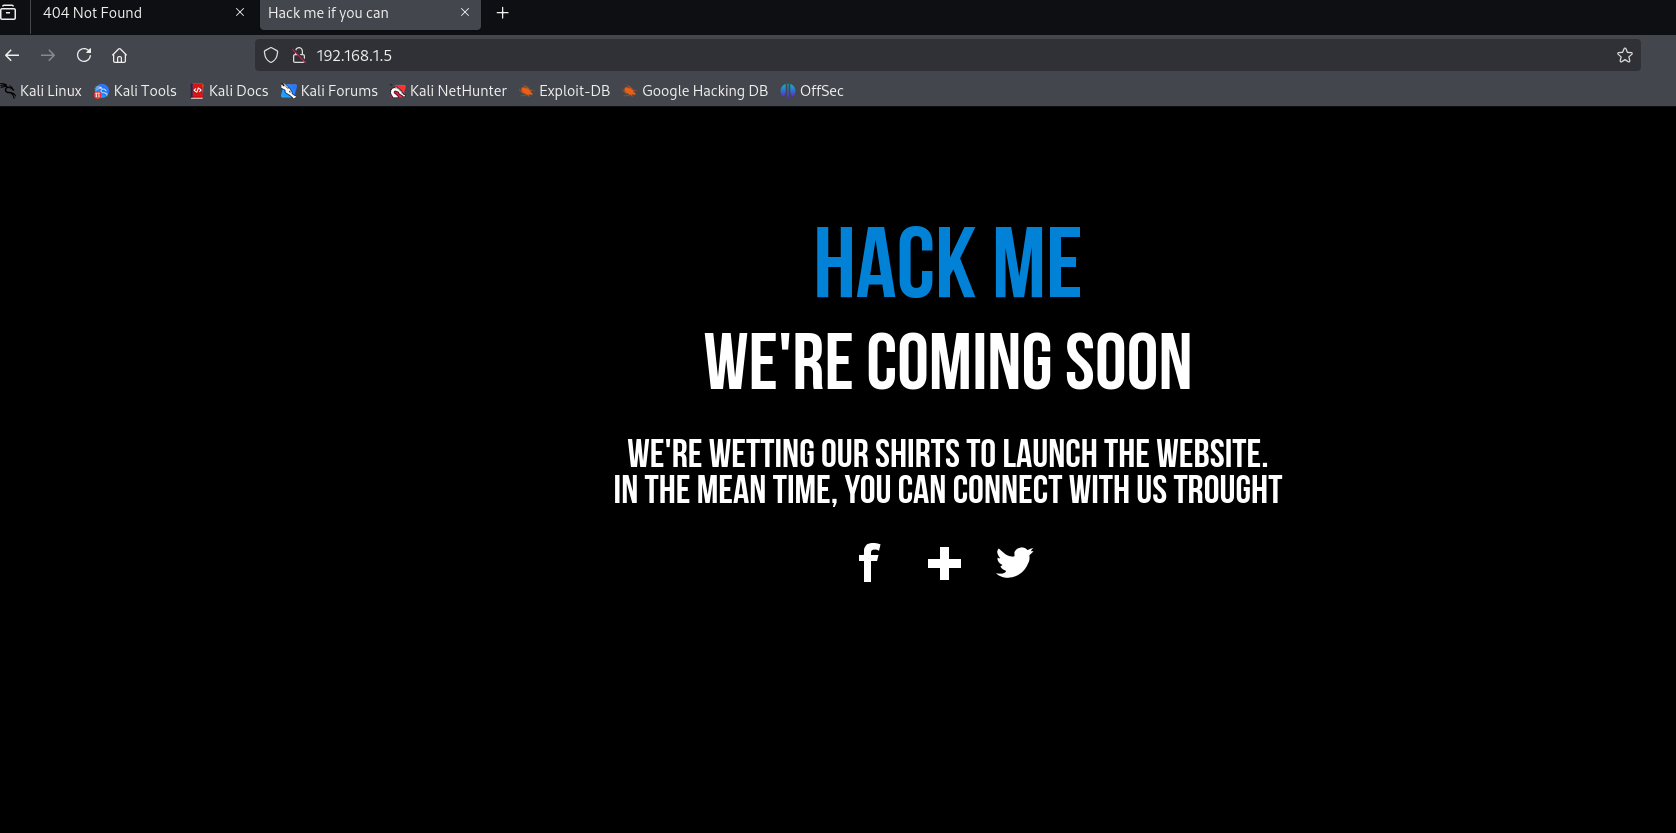 404 Not Found
Hack me if you can
192.168.1.5
Kali Linux Kali Tools Kali Docs Kali Forums Kali NetHunter Exploit-DB Google Hacking DB OffSec
HACK ME
WE'RE COMING SOON
WE'RE WETTING OUR SHIRTS TO LAUNCH THE WEBSITE.
IN THE MEAN TIME, YOU CAN CONNECT WITH US TROUGHT